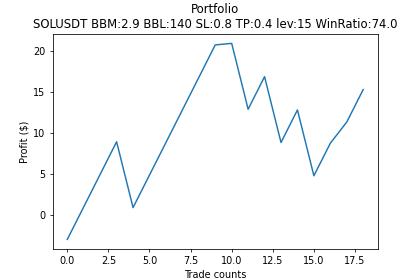 Portfolio
SOLUSDT BBM:2.9 BBL:140 SL:0.8 TP:0.4 lev:15 WinRatio:74.0
20
15
10
5
0
Profit ($)
0.0 2.5 5.0 7.5 10.0 12.5 15.0 17.5
Trade counts